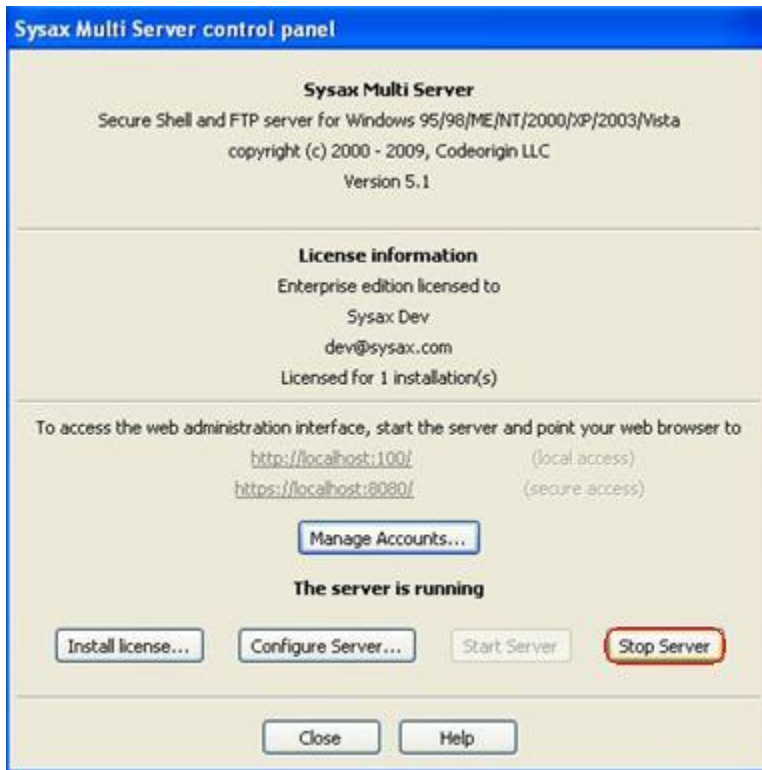 Sysax Multi Server control panel
Sysax Multi Server
Secure Shell and FTP server for Windows 95/98/ME/NT/2000/XP/2003/Vista
copyright (c) 2000 - 2009, Codeorigin LLC
Version 5.1
License information
Enterprise edition licensed to
Sysax Dev
dev@sysax.com
Licensed for 1 installation(s)
To access the web administration interface, start the server and point your web browser to
http://localhost:100/ (local access)
https://localhost:8080/ (secure access)
Manage Accounts...
The server is running
Install license... Configure Server... Start Server Stop Server
Close Help